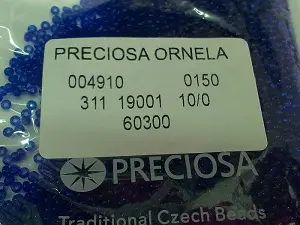 PRECIOSA ORNELA
004910 0150
311 19001 10/0
60300
PRECIOSA
Traditional Czech Beads